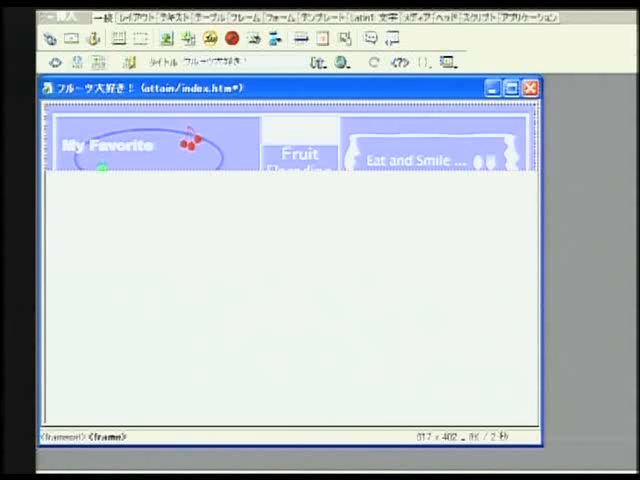 挿入 一般 レイアウト テキスト テーブル フレーム フォーム テンプレート Latin1 文字 メディア ヘッド スクリプト アプリケーション
タイトル フルーツ大好き!
フルーツ大好き! (attain/index.htm*)
My Favorite
Fruit
Eat and Smile ...
<frameset> <frame>